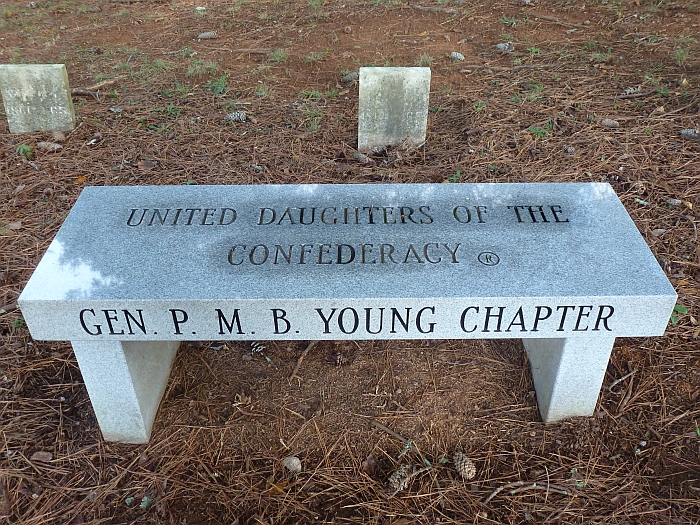 UNITED DAUGHTERS OF THE
CONFEDERACY ®
GEN. P. M. B. YOUNG CHAPTER